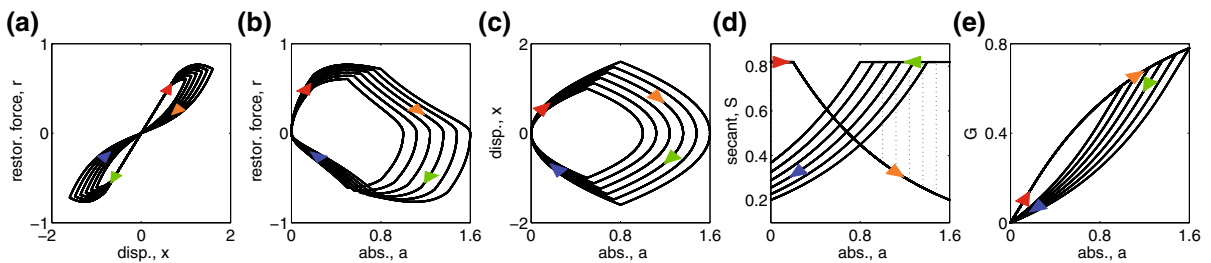 (a)
restor. force, r
1
0
−1
−2
0
2
disp., x
(b)
restor. force, r
1
0
−1
0
0.8
1.6
abs., a
(c)
disp., x
2
0
−2
0
0.8
1.6
abs., a
(d)
secant, S
0.8
0.6
0.4
0.2
0
0.8
1.6
abs., a
(e)
G
0.8
0.4
0
0
0.8
1.6
abs., a